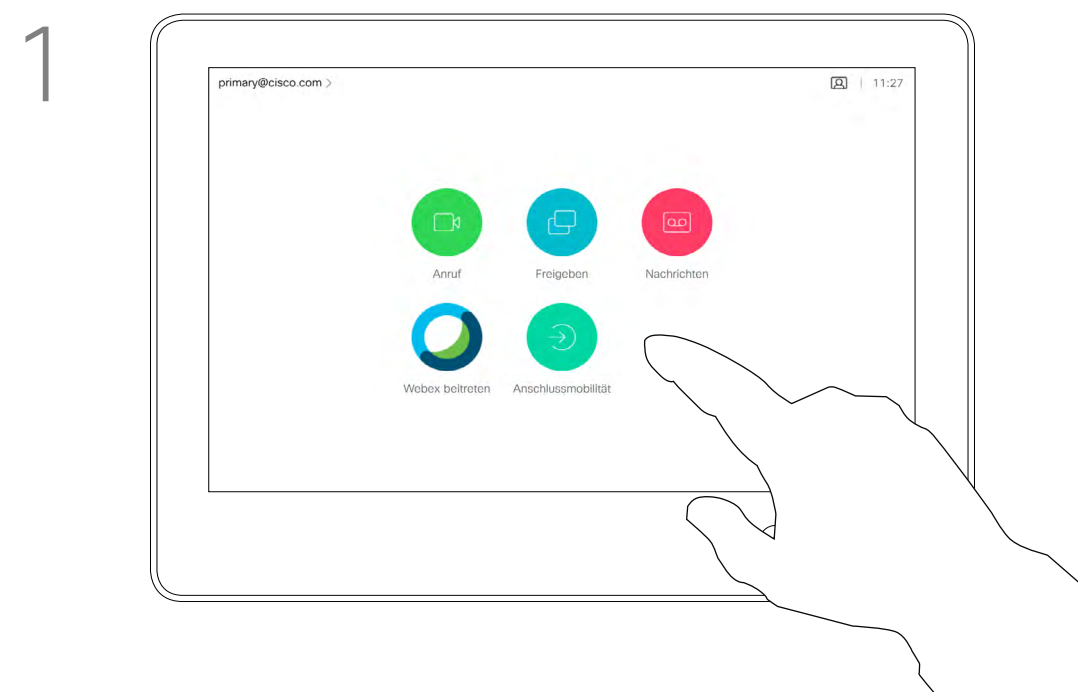 1
primary@cisco.com >
11:27
Anruf
Freigeben
Nachrichten
Webex beitreten
Anschlussmobilität